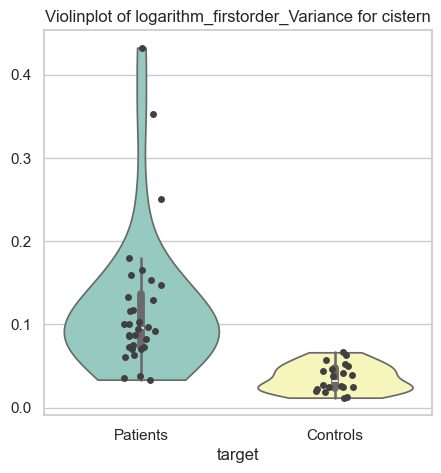 Violinplot of logarithm_firstorder_Variance for cistern
0.4
0.3
0.2
0.1
0.0
Patients
Controls
target